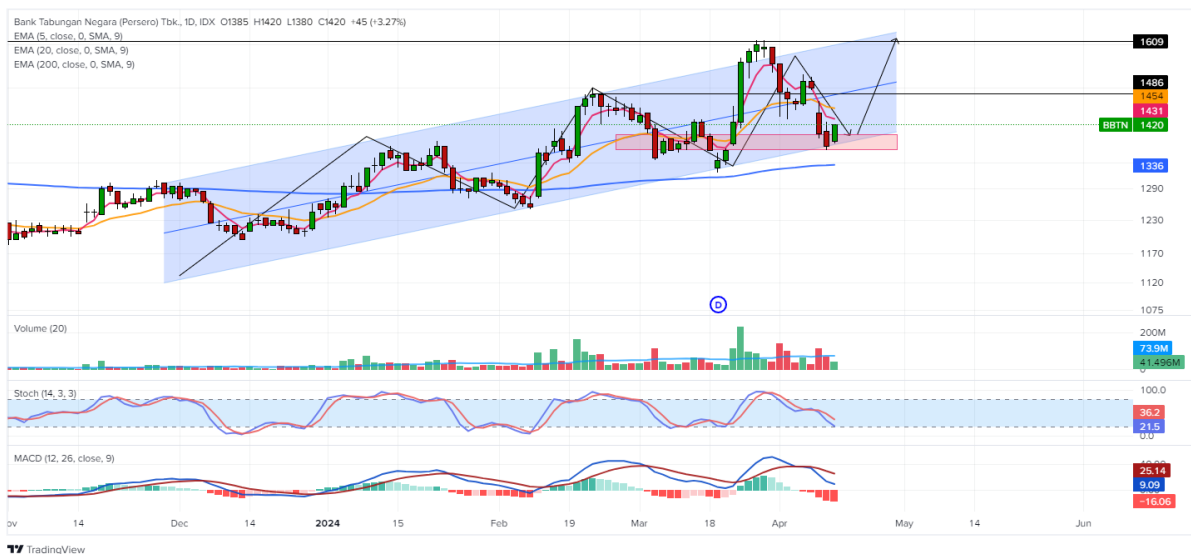 Bank Tabungan Negara (Persero) Tbk., 1D, IDX O1385 H1420 L1380 C1420 +45 (+3.27%)
EMA (5, close, 0, SMA, 9)
EMA (20, close, 0, SMA, 9)
EMA (200, close, 0, SMA, 9)
1609
1486
1454
1431
BBTN 1420
1336
1290
1230
1170
1120
1075
D
Volume (20)
200M
73.9M
41.496M
0
Stoch (14, 3, 3)
100.0
36.2
21.5
0.0
MACD (12, 26, close, 9)
25.14
9.09
−16.06
ov 14 Dec 14 2024 15 Feb 19 Mar 18 Apr May 14 Jun
TradingView